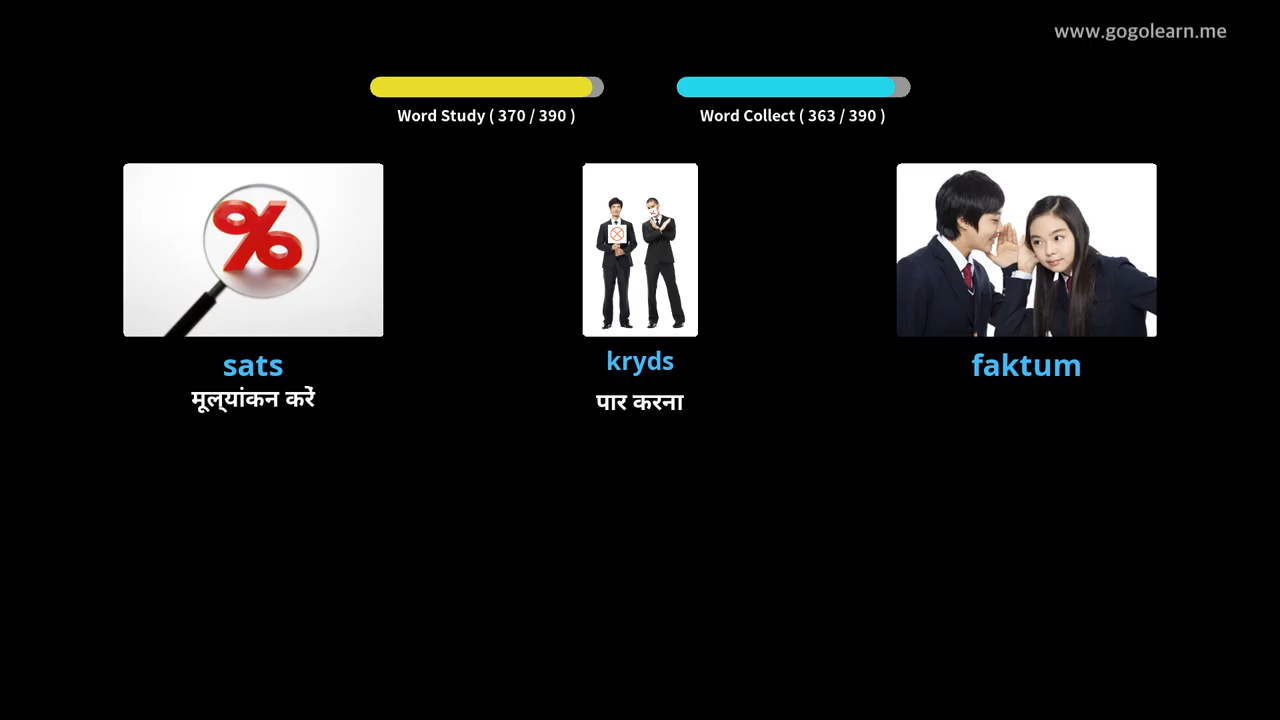 www.gogolearn.me
Word Study ( 370 / 390 )
Word Collect ( 363 / 390 )
sats
kryds
faktum
मूल्यांकन करें
पार करना